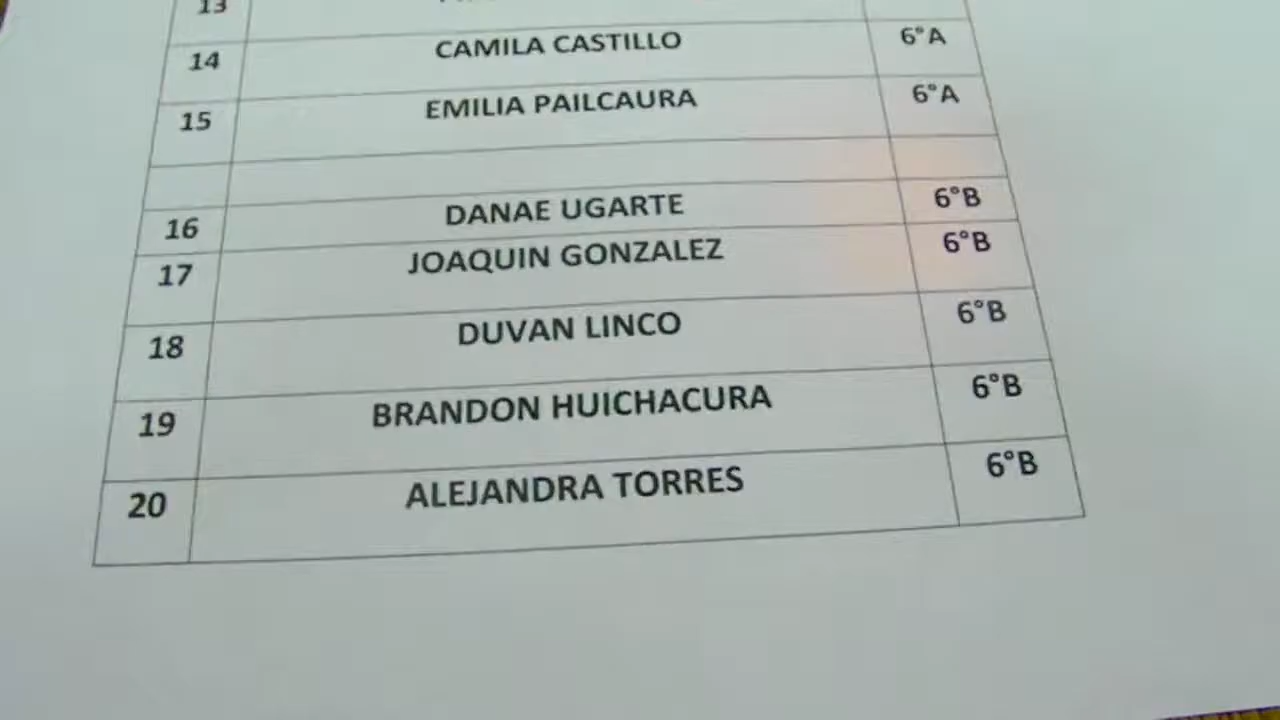 13
14 CAMILA CASTILLO 6°A
15 EMILIA PAILCAURA 6°A
16 DANAE UGARTE 6°B
17 JOAQUIN GONZALEZ 6°B
18 DUVAN LINCO 6°B
19 BRANDON HUICHACURA 6°B
20 ALEJANDRA TORRES 6°B